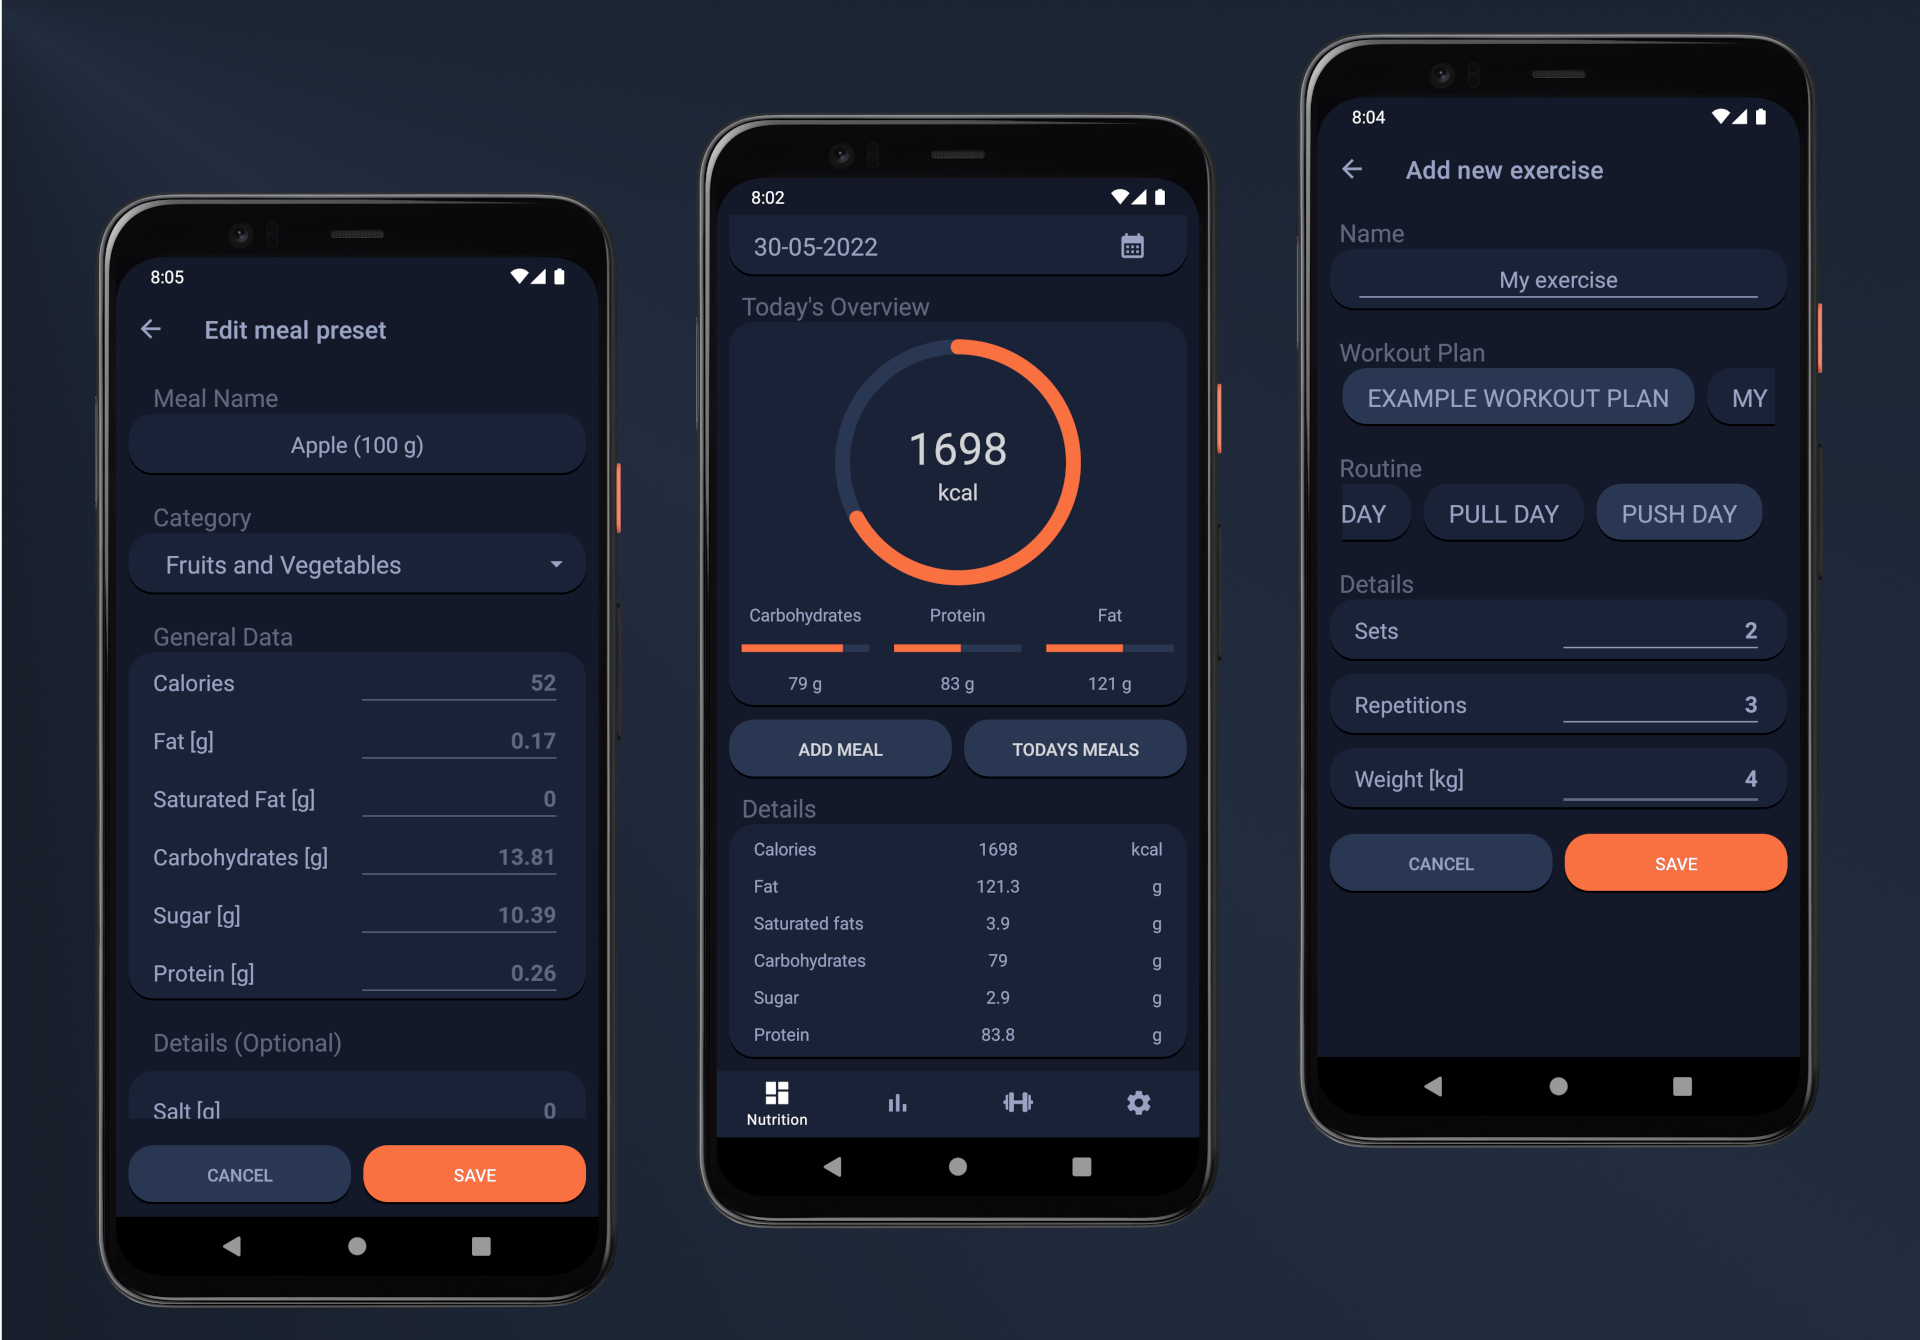 8:05
Edit meal preset
Meal Name
Apple (100 g)
Category
Fruits and Vegetables
General Data
Calories 52
Fat [g] 0.17
Saturated Fat [g] 0
Carbohydrates [g] 13.81
Sugar [g] 10.39
Protein [g] 0.26
Details (Optional)
Salt [g] 0
CANCEL SAVE
8:02
30-05-2022
Today's Overview
1698
kcal
Carbohydrates Protein Fat
79 g 83 g 121 g
ADD MEAL TODAYS MEALS
Details
Calories 1698 kcal
Fat 121.3 g
Saturated fats 3.9 g
Carbohydrates 79 g
Sugar 2.9 g
Protein 83.8 g
Nutrition
8:04
Add new exercise
Name
My exercise
Workout Plan
EXAMPLE WORKOUT PLAN MY
Routine
DAY PULL DAY PUSH DAY
Details
Sets 2
Repetitions 3
Weight [kg] 4
CANCEL SAVE